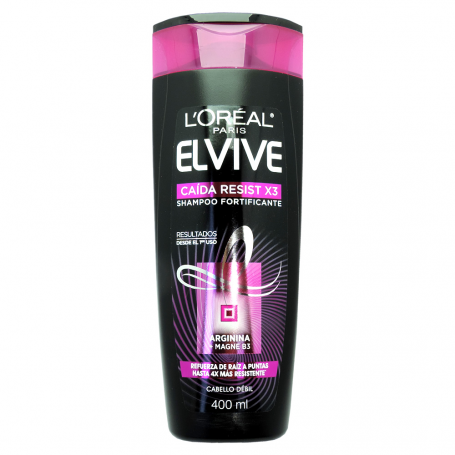 L'ORÉAL®
PARIS
ELVIVE
CAÍDA RESIST X3
SHAMPOO FORTIFICANTE
RESULTADOS
DESDE EL 1ER USO
ARGININA
+ MAGNE B3
REFUERZA DE RAÍZ A PUNTAS
HASTA 4X MÁS RESISTENTE*
CABELLO DÉBIL
400 ml